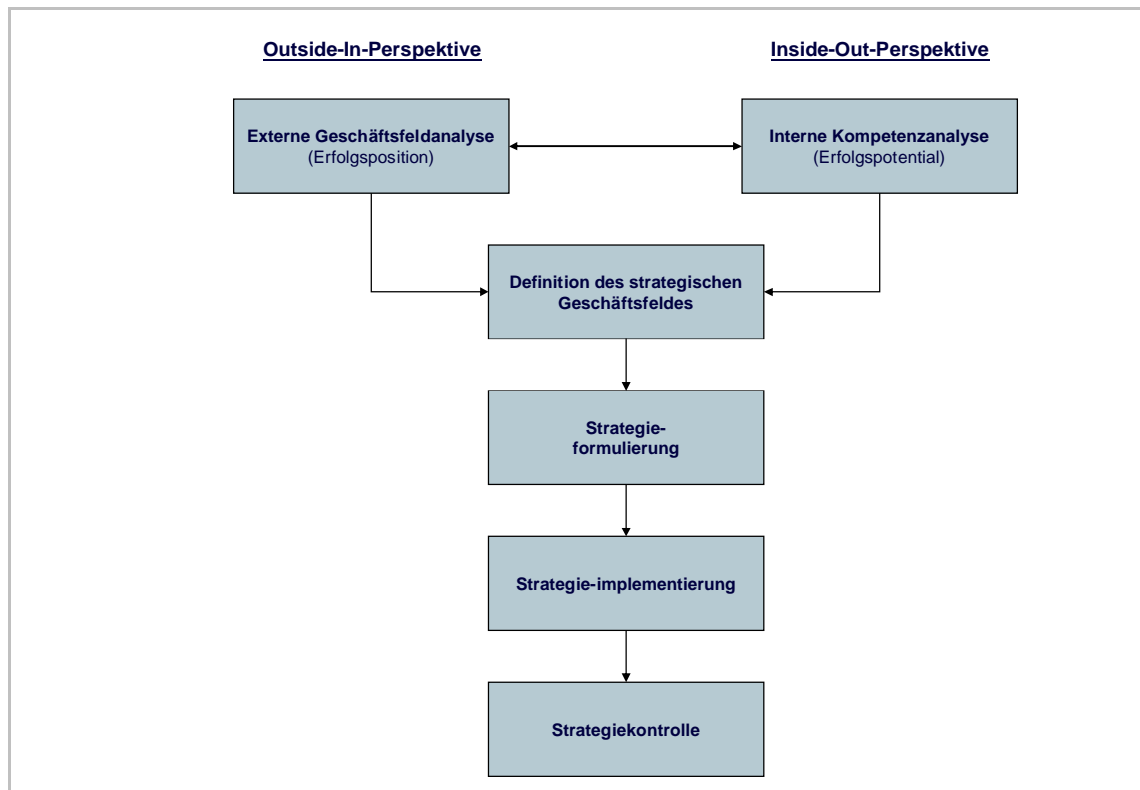 Outside-In-Perspektive
Inside-Out-Perspektive
Externe Geschäftsfeldanalyse
(Erfolgsposition)
Interne Kompetenzanalyse
(Erfolgspotential)
Definition des strategischen
Geschäftsfeldes
Strategie-
formulierung
Strategie-implementierung
Strategiekontrolle